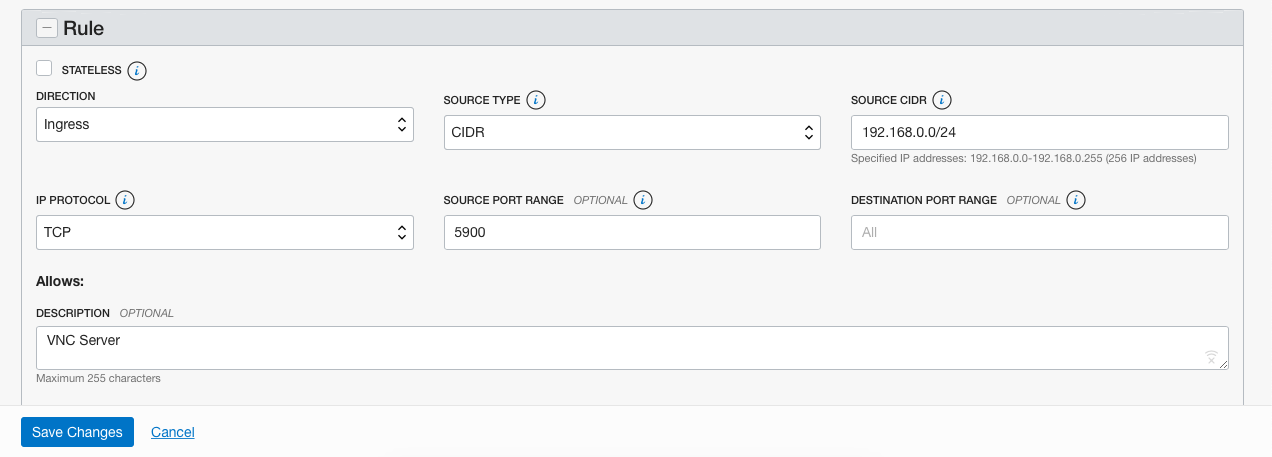 Rule
STATELESS i
DIRECTION
Ingress
SOURCE TYPE i
CIDR
SOURCE CIDR i
192.168.0.0/24
Specified IP addresses: 192.168.0.0-192.168.0.255 (256 IP addresses)
IP PROTOCOL i
TCP
SOURCE PORT RANGE OPTIONAL i
5900
DESTINATION PORT RANGE OPTIONAL i
All
Allows:
DESCRIPTION OPTIONAL
VNC Server
Maximum 255 characters
Save Changes Cancel